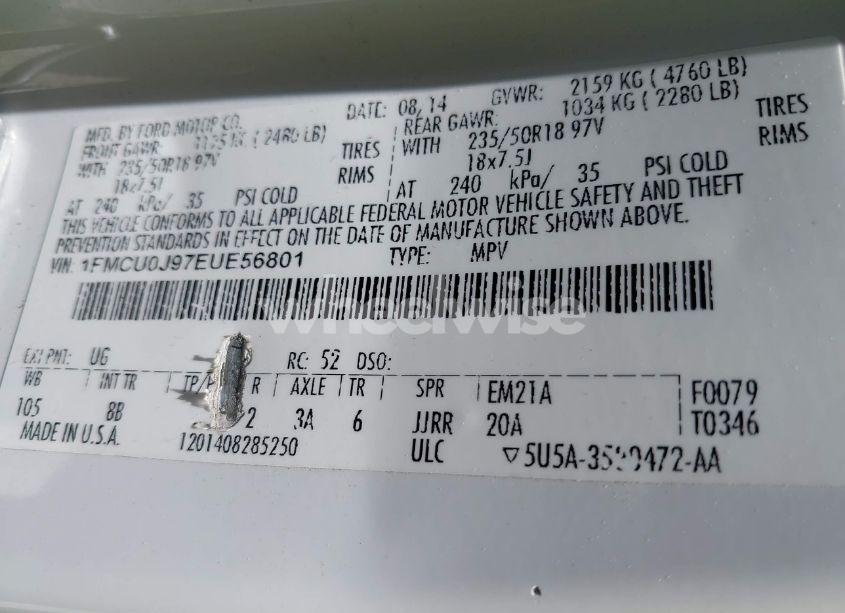 MFD. BY FORD MOTOR CO. DATE: 08/14 GVWR: 2159 KG (4760 LB)
FRONT GAWR: 1125 KG (2480 LB) REAR GAWR: 1034 KG (2280 LB)
WITH 235/50R18 97V TIRES WITH 235/50R18 97V TIRES
18x7.5J RIMS 18x7.5J RIMS
AT 240 kPa/ 35 PSI COLD AT 240 kPa/ 35 PSI COLD
THIS VEHICLE CONFORMS TO ALL APPLICABLE FEDERAL MOTOR VEHICLE SAFETY AND THEFT
PREVENTION STANDARDS IN EFFECT ON THE DATE OF MANUFACTURE SHOWN ABOVE.
VIN: 1FMCU0J97EUE56801 TYPE: MPV
wheelwise
EXT PNT: UG RC: 52 DSO:
WB INT TR TP/ R AXLE TR SPR EM21A F0079
105 8B 2 3A 6 JJRR 20A T0346
MADE IN U.S.A. 1201408285250 ULC ▽5U5A-